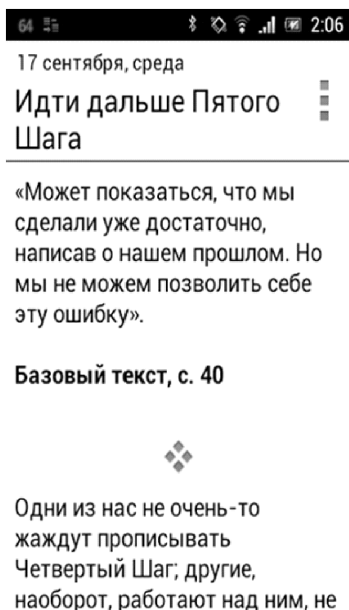 64 2:06
17 сентября, среда
Идти дальше Пятого
Шага
«Может показаться, что мы
сделали уже достаточно,
написав о нашем прошлом. Но
мы не можем позволить себе
эту ошибку».
Базовый текст, с. 40
Одни из нас не очень-то
жаждут прописывать
Четвертый Шаг; другие,
наоборот, работают над ним, не